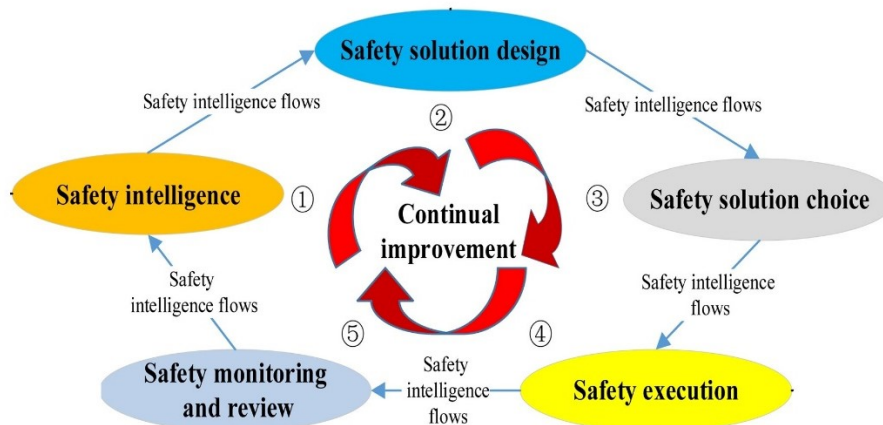 Safety solution design
Safety intelligence flows
Safety intelligence flows
②
Safety intelligence
①
Continual
improvement
③
Safety solution choice
Safety
intelligence flows
Safety intelligence
flows
⑤
④
Safety monitoring
and review
Safety
intelligence
flows
Safety execution